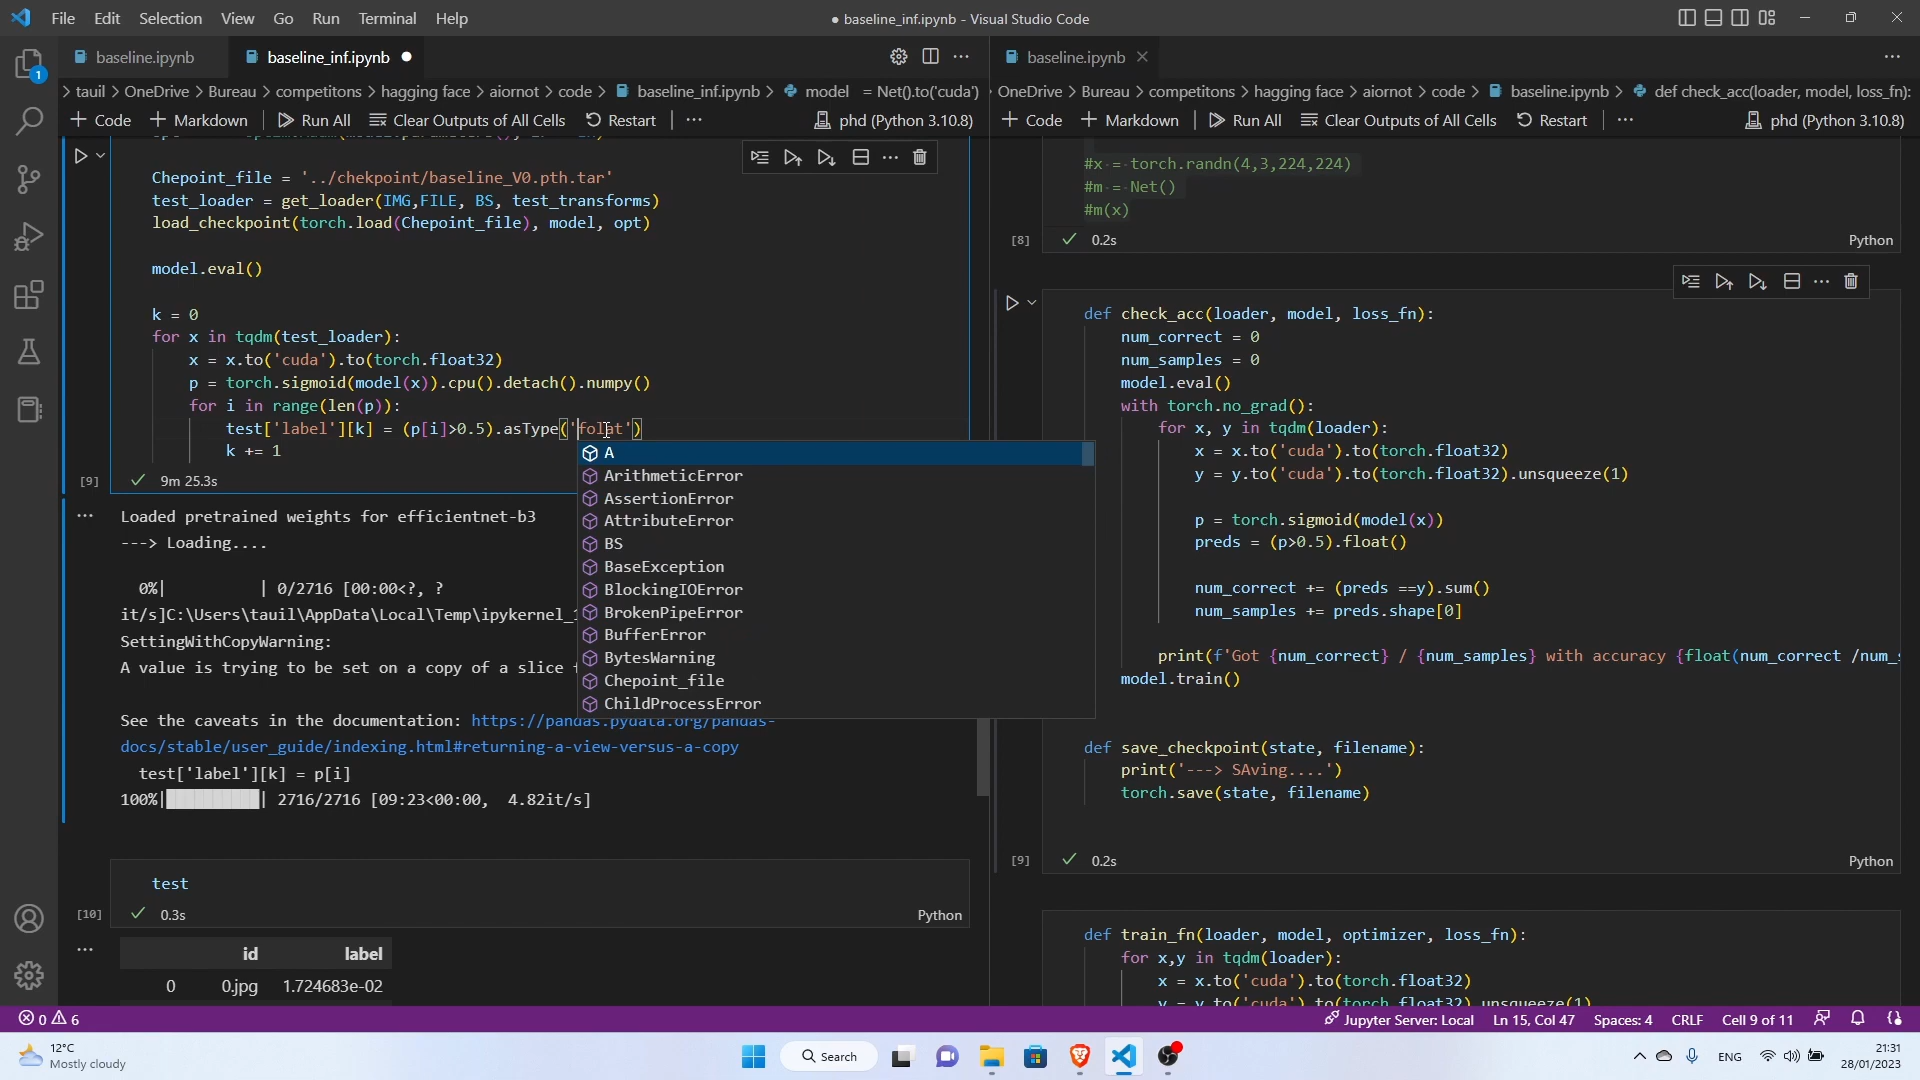 File Edit Selection View Go Run Terminal Help
● baseline_inf.ipynb - Visual Studio Code
baseline.ipynb
baseline_inf.ipynb ●
> tauil > OneDrive > Bureau > competitons > hagging face > aiornot > code > baseline_inf.ipynb > model = Net().to('cuda')
+ Code + Markdown Run All Clear Outputs of All Cells Restart ... phd (Python 3.10.8)
Chepoint_file = '../chekpoint/baseline_V0.pth.tar'
test_loader = get_loader(IMG,FILE, BS, test_transforms)
load_checkpoint(torch.load(Chepoint_file), model, opt)
model.eval()
k = 0
for x in tqdm(test_loader):
x = x.to('cuda').to(torch.float32)
p = torch.sigmoid(model(x)).cpu().detach().numpy()
for i in range(len(p)):
test['label'][k] = (p[i]>0.5).asType('folat')
k += 1
[9] 9m 25.3s
A
ArithmeticError
AssertionError
AttributeError
BS
BaseException
BlockingIOError
BrokenPipeError
BufferError
BytesWarning
Chepoint_file
ChildProcessError
Loaded pretrained weights for efficientnet-b3
---> Loading....
0%| | 0/2716 [00:00<?, ?
it/s]C:\Users\tauil\AppData\Local\Temp\ipykernel_
SettingWithCopyWarning:
A value is trying to be set on a copy of a slice
See the caveats in the documentation: https://pandas.pydata.org/pandas-
docs/stable/user_guide/indexing.html#returning-a-view-versus-a-copy
test['label'][k] = p[i]
100%|██████████| 2716/2716 [09:23<00:00, 4.82it/s]
test
[10] 0.3s Python
id label
0 0.jpg 1.724683e-02
baseline.ipynb
OneDrive > Bureau > competitons > hagging face > aiornot > code > baseline.ipynb > def check_acc(loader, model, loss_fn):
+ Code + Markdown Run All Clear Outputs of All Cells Restart ... phd (Python 3.10.8)
#x = torch.randn(4,3,224,224)
#m = Net()
#m(x)
[8] 0.2s Python
def check_acc(loader, model, loss_fn):
num_correct = 0
num_samples = 0
model.eval()
with torch.no_grad():
for x, y in tqdm(loader):
x = x.to('cuda').to(torch.float32)
y = y.to('cuda').to(torch.float32).unsqueeze(1)
p = torch.sigmoid(model(x))
preds = (p>0.5).float()
num_correct += (preds ==y).sum()
num_samples += preds.shape[0]
print(f'Got {num_correct} / {num_samples} with accuracy {float(num_correct /num_s
model.train()
def save_checkpoint(state, filename):
print('---> SAving....')
torch.save(state, filename)
[9] 0.2s Python
def train_fn(loader, model, optimizer, loss_fn):
for x,y in tqdm(loader):
x = x.to('cuda').to(torch.float32)
y = y.to('cuda').to(torch.float32).unsqueeze(1)
1
0 6
Jupyter Server: Local Ln 15, Col 47 Spaces: 4 CRLF Cell 9 of 11
12°C
Mostly cloudy
Search
ENG
21:31
28/01/2023